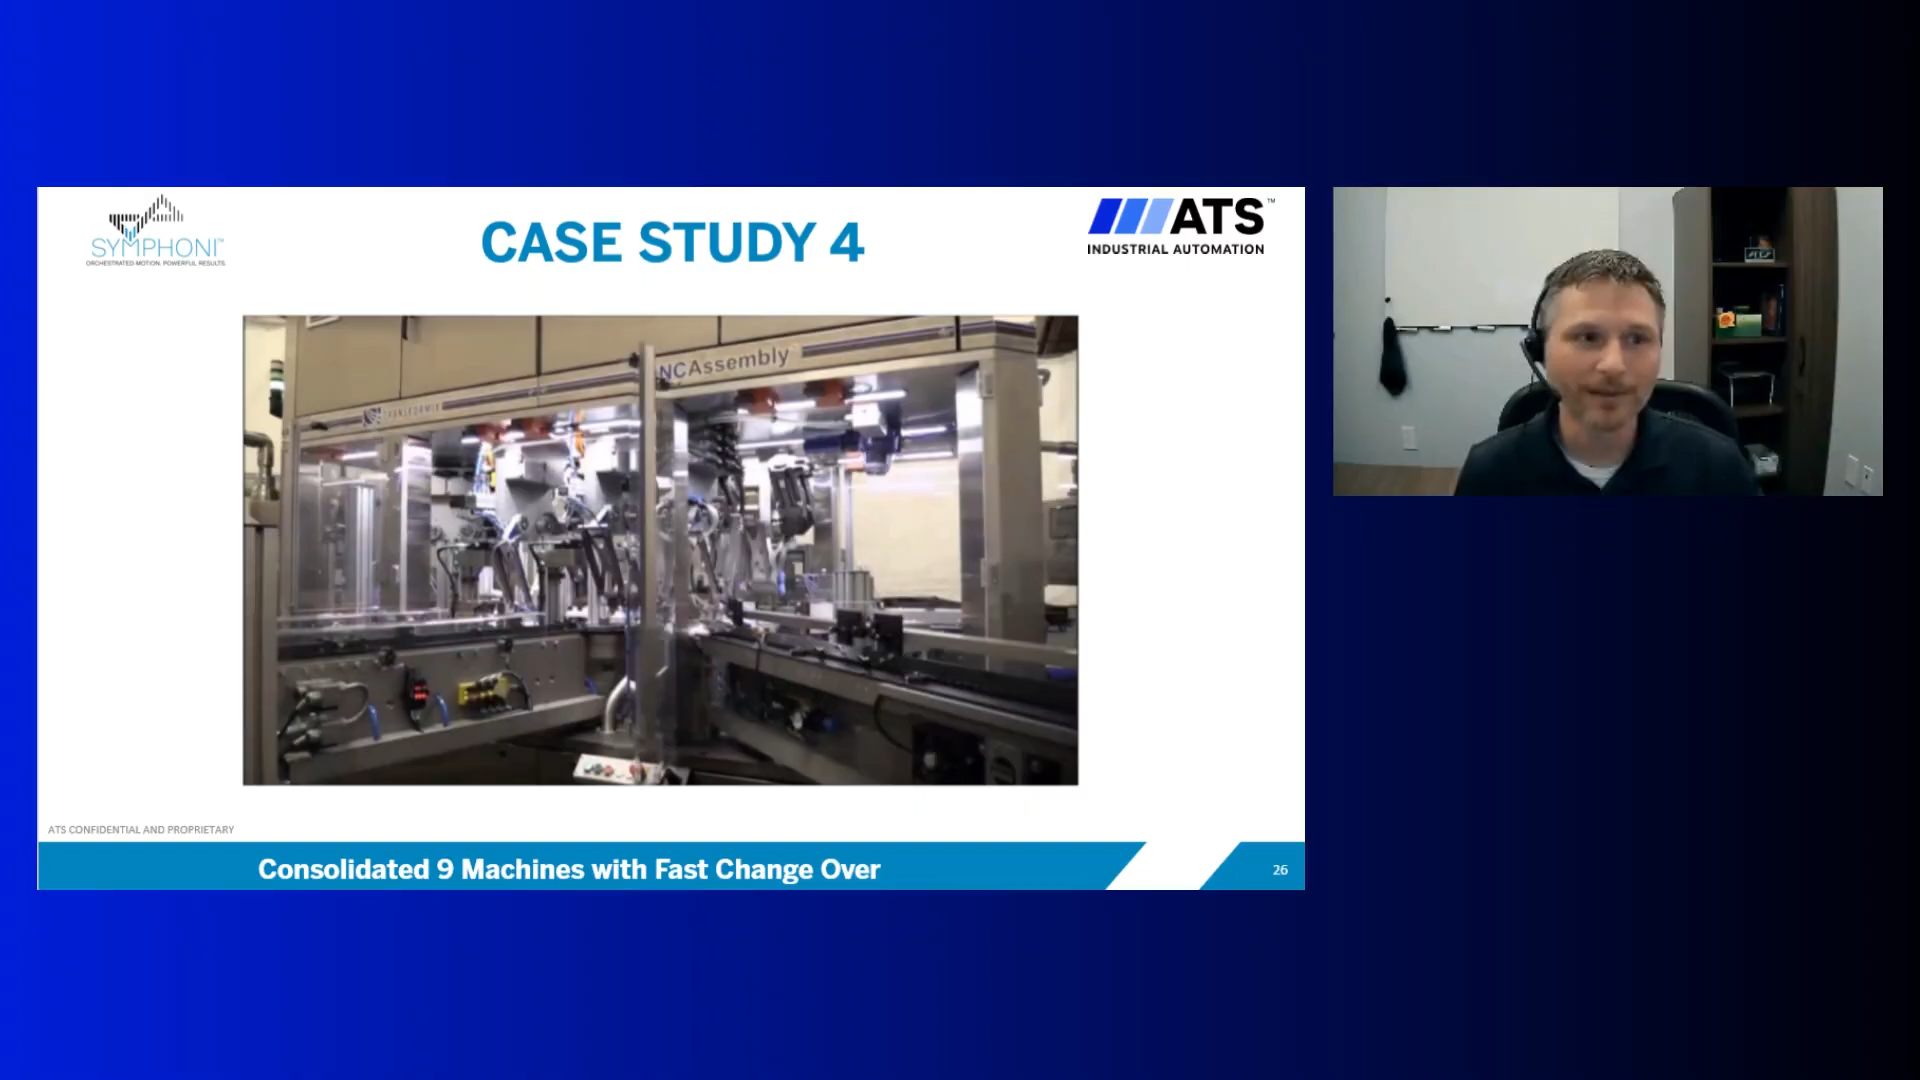 SYMPHONI™
ORCHESTRATED MOTION. POWERFUL RESULTS.
CASE STUDY 4
ATS™
INDUSTRIAL AUTOMATION
NCAssembly
ATS CONFIDENTIAL AND PROPRIETARY
Consolidated 9 Machines with Fast Change Over
26